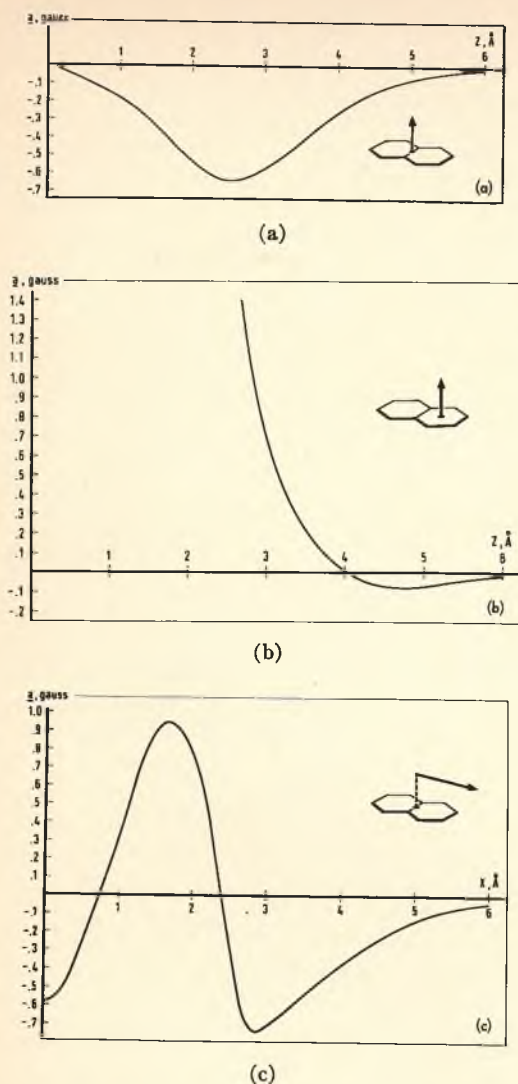 a. gauss
Z, Å
1 2 3 4 5 6
-.1
-.2
-.3
-.4
-.5
-.6
-.7
(a)
(a)
a. gauss
1.4
1.3
1.2
1.1
1.0
.9
.8
.7
.6
.5
.4
.3
.2
.1
Z, Å
1 2 3 4 5 6
-.1
-.2
(b)
(b)
a. gauss
1.0
.9
.8
.7
.6
.5
.4
.3
.2
.1
X, Å
1 2 3 4 5 6
-.1
-.2
-.3
-.4
-.5
-.6
-.7
(c)
(c)